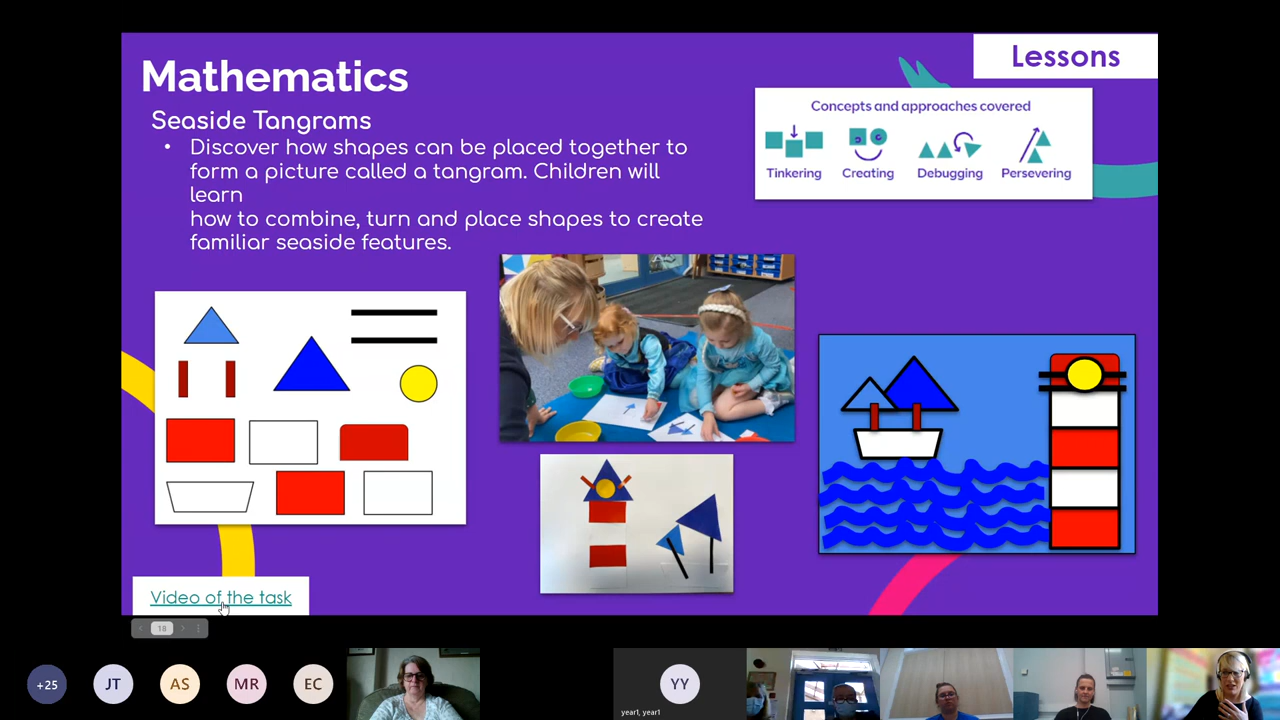 Lessons
Mathematics
Seaside Tangrams
• Discover how shapes can be placed together to
form a picture called a tangram. Children will
learn
how to combine, turn and place shapes to create
familiar seaside features.
Concepts and approaches covered
Tinkering
Creating
Debugging
Persevering
Video of the task
18
+25
JT
AS
MR
EC
YY
year1, year1